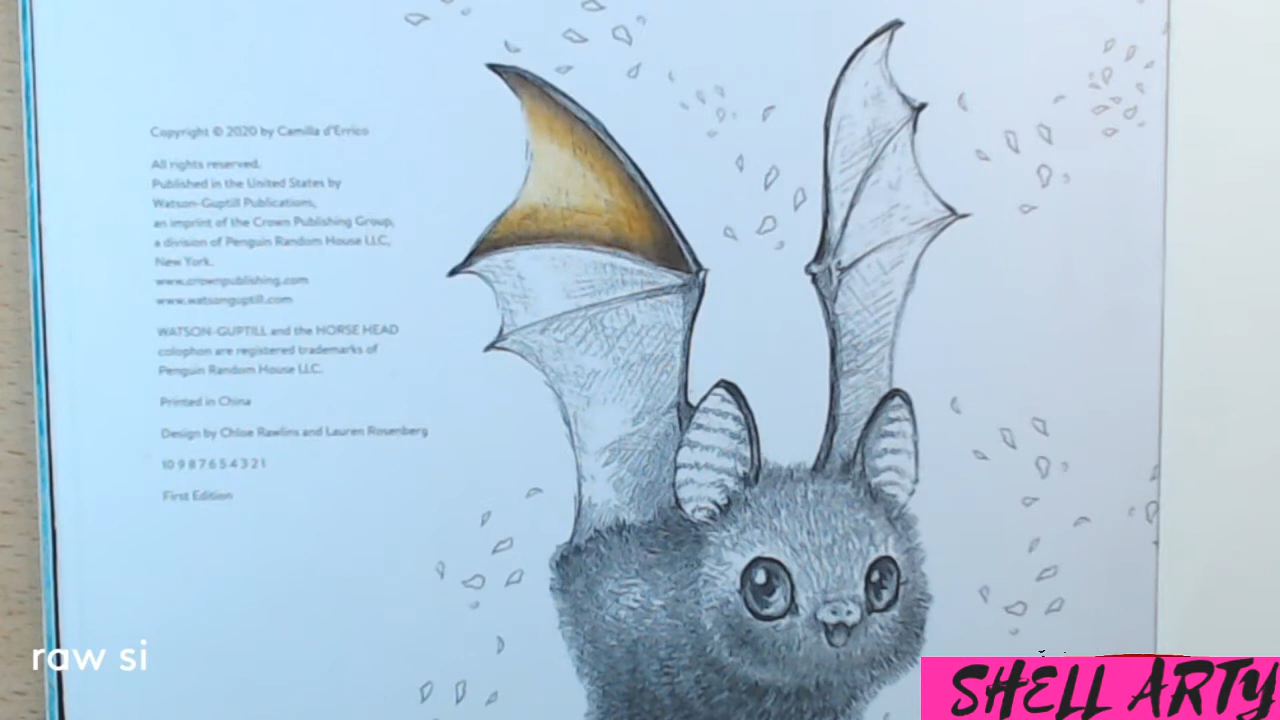 Copyright © 2020 by Camilla d'Errico
All rights reserved.
Published in the United States by
Watson-Guptill Publications,
an imprint of the Crown Publishing Group,
a division of Penguin Random House LLC,
New York.
www.crownpublishing.com
www.watsonguptill.com
WATSON-GUPTILL and the HORSE HEAD
colophon are registered trademarks of
Penguin Random House LLC.
Printed in China
Design by Chloe Rawlins and Lauren Rosenberg
10 9 8 7 6 5 4 3 2 1
First Edition
raw si
SHELL ARTY